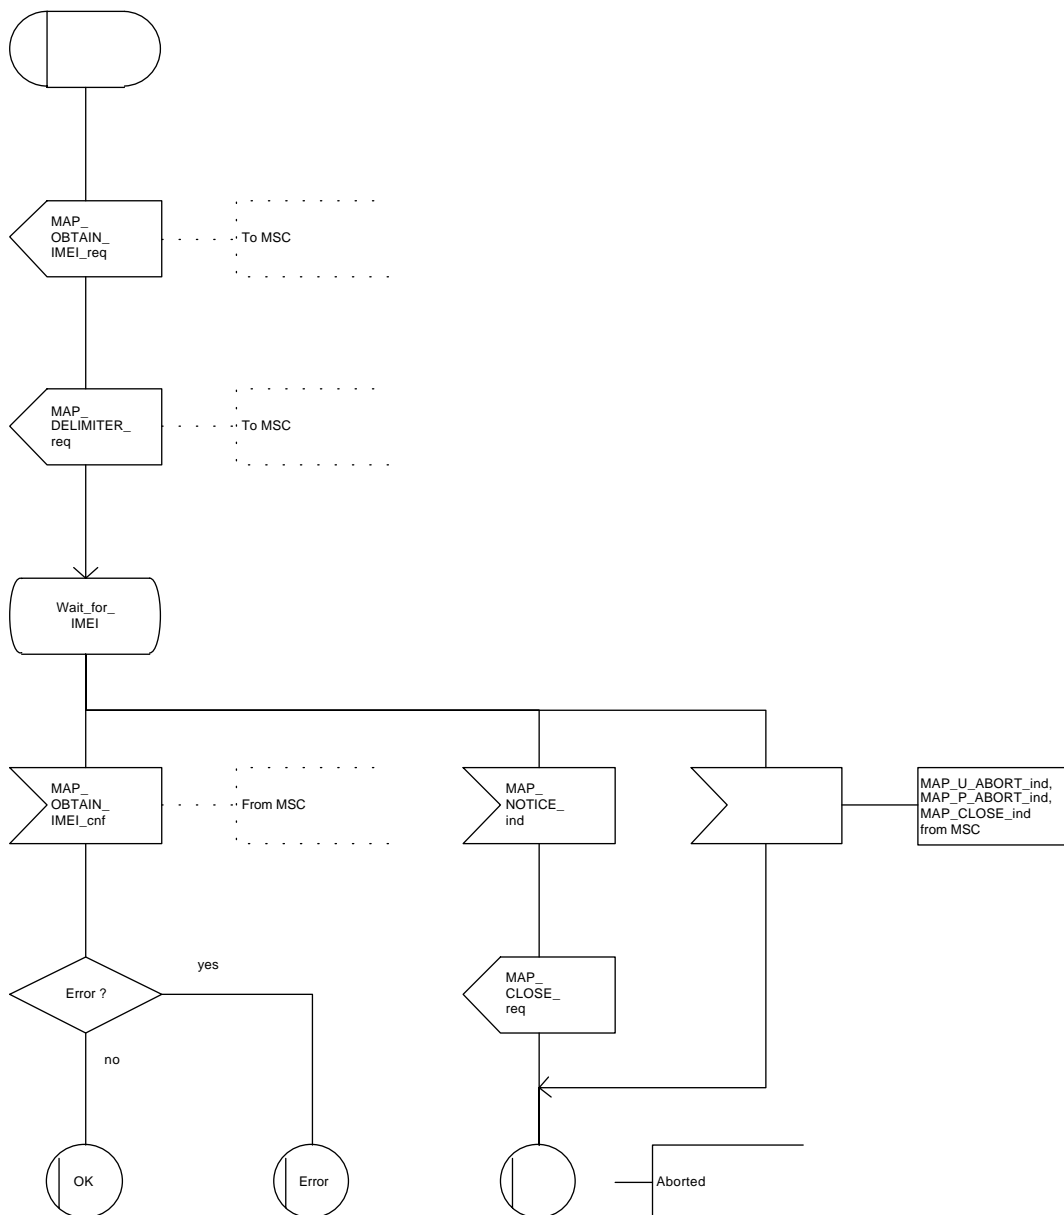 MAP_
OBTAIN_
IMEI_req
To MSC
MAP_
DELIMITER_
req
To MSC
Wait_for_
IMEI
MAP_
OBTAIN_
IMEI_cnf
From MSC
MAP_
NOTICE_
ind
MAP_U_ABORT_ind,
MAP_P_ABORT_ind,
MAP_CLOSE_ind
from MSC
Error ?
yes
no
MAP_
CLOSE_
req
OK
Error
Aborted